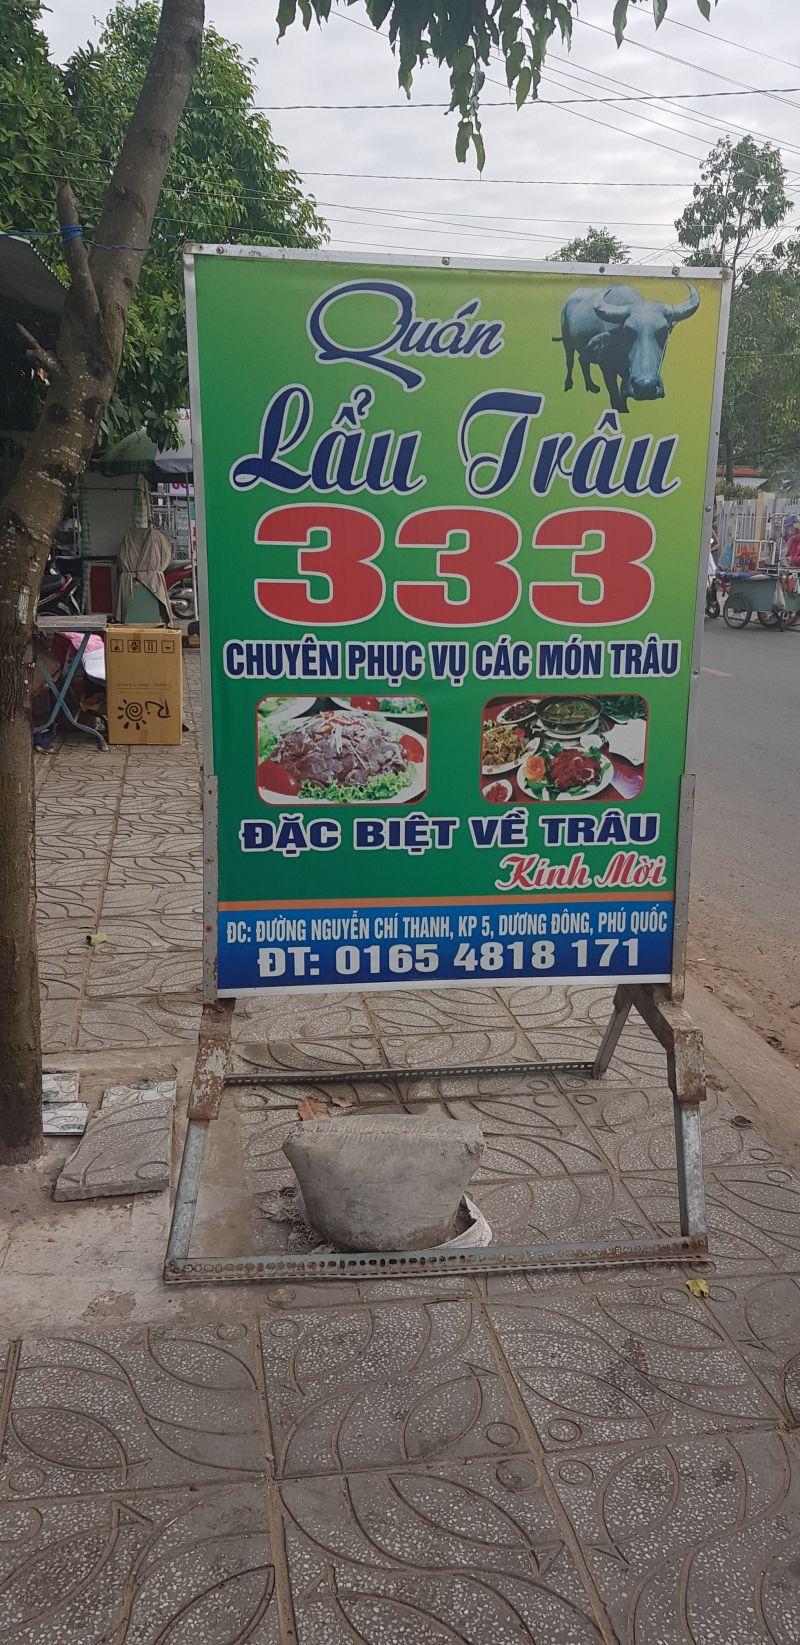 Quán
Lẩu Trâu
333
CHUYÊN PHỤC VỤ CÁC MÓN TRÂU
ĐẶC BIỆT VỀ TRÂU
Kính Mời
ĐC: ĐƯỜNG NGUYỄN CHÍ THANH, KP 5, DƯƠNG ĐÔNG, PHÚ QUỐC
ĐT: 0165 4818 171